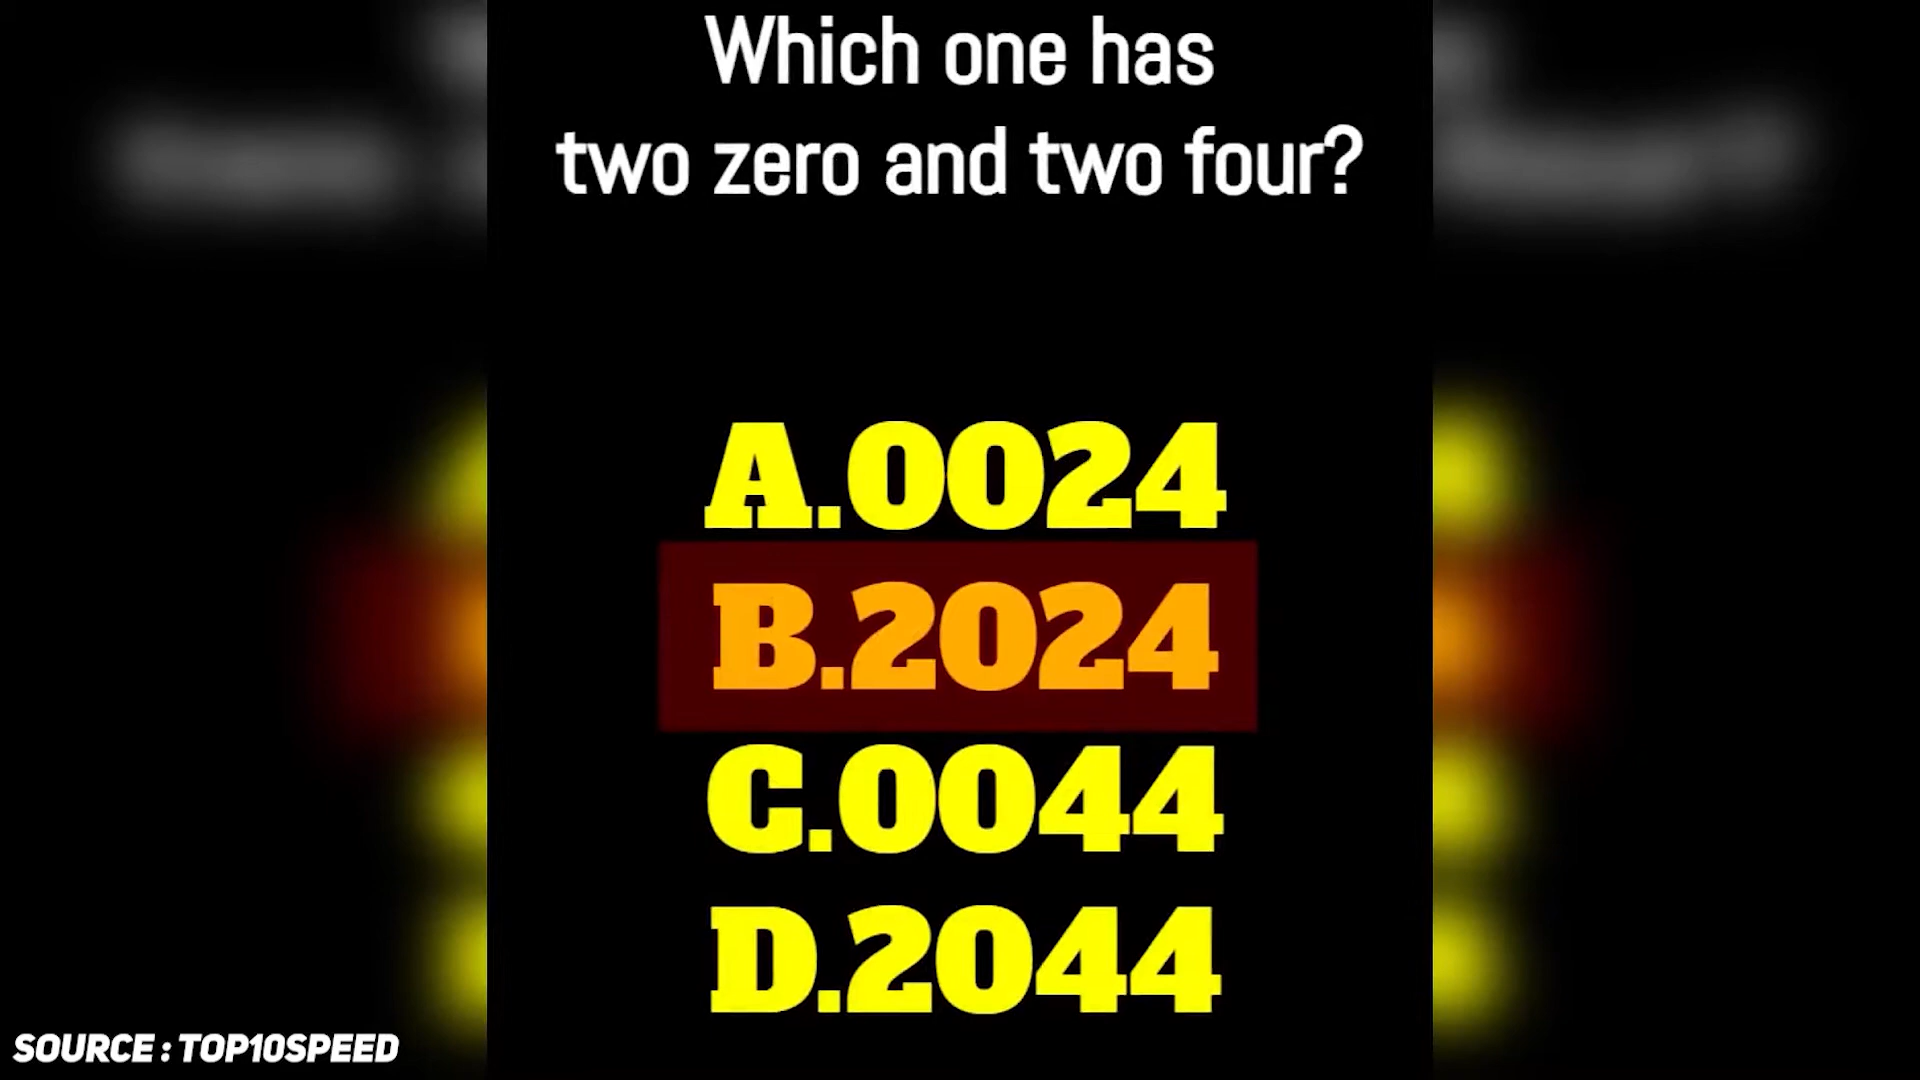 Which one has
two zero and two four?
A.0024
B.2024
C.0044
D.2044
SOURCE : TOP10SPEED